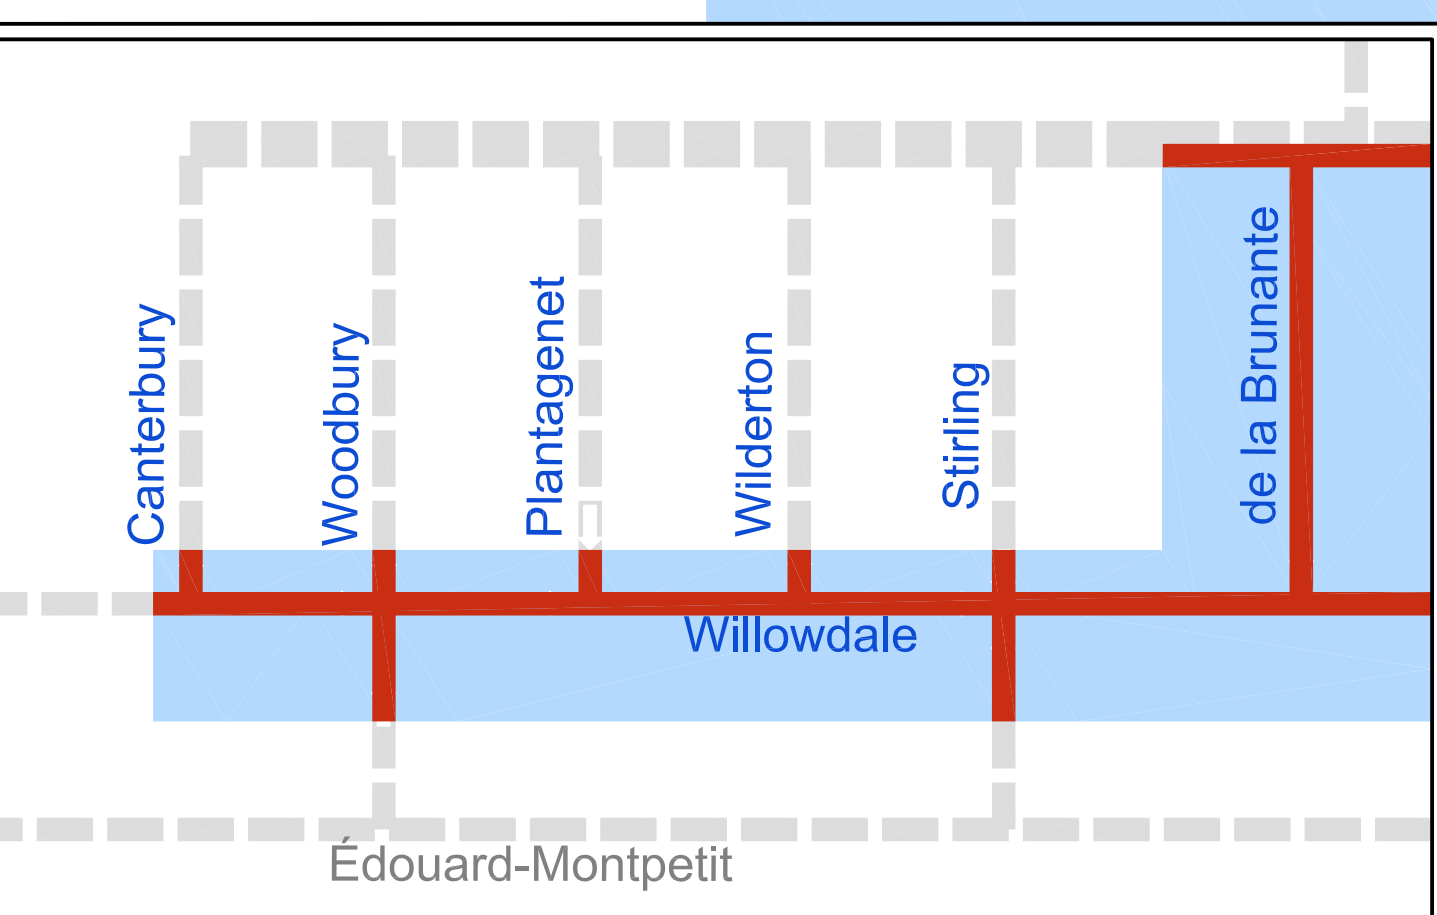 Canterbury
Woodbury
Plantagenet
Wilderton
Stirling
de la Brunante
Willowdale
Édouard-Montpetit